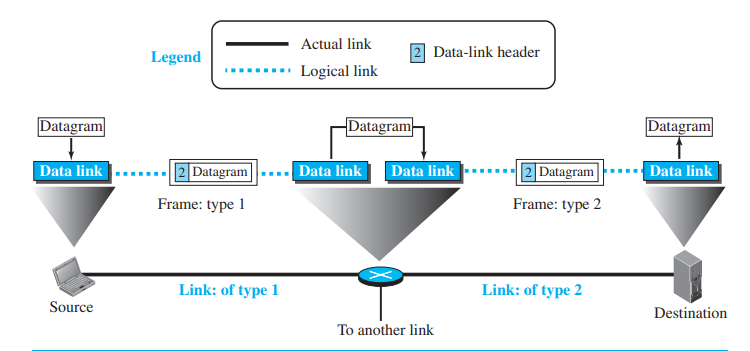 Legend
Actual link
2 Data-link header
Logical link
Datagram
Datagram
Datagram
Data link
2 Datagram
Data link
Data link
2 Datagram
Data link
Frame: type 1
Frame: type 2
Link: of type 1
Link: of type 2
Source
Destination
To another link